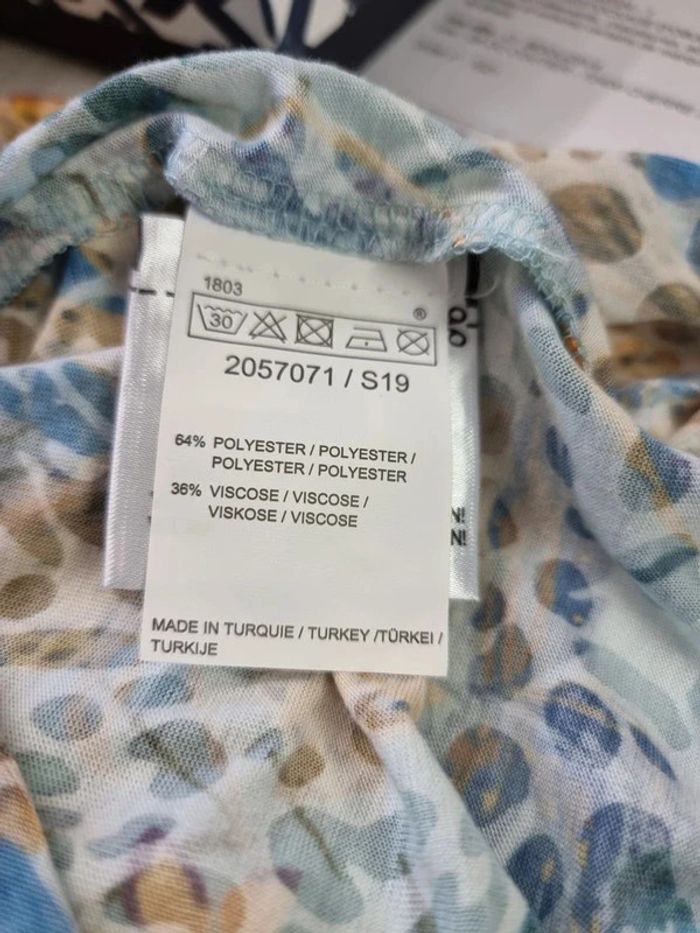 1803
®
30
2057071 / S19
64% POLYESTER / POLYESTER /
POLYESTER / POLYESTER
36% VISCOSE / VISCOSE /
VISKOSE / VISCOSE
N!
N!
MADE IN TURQUIE / TURKEY /TÜRKEI /
TURKIJE